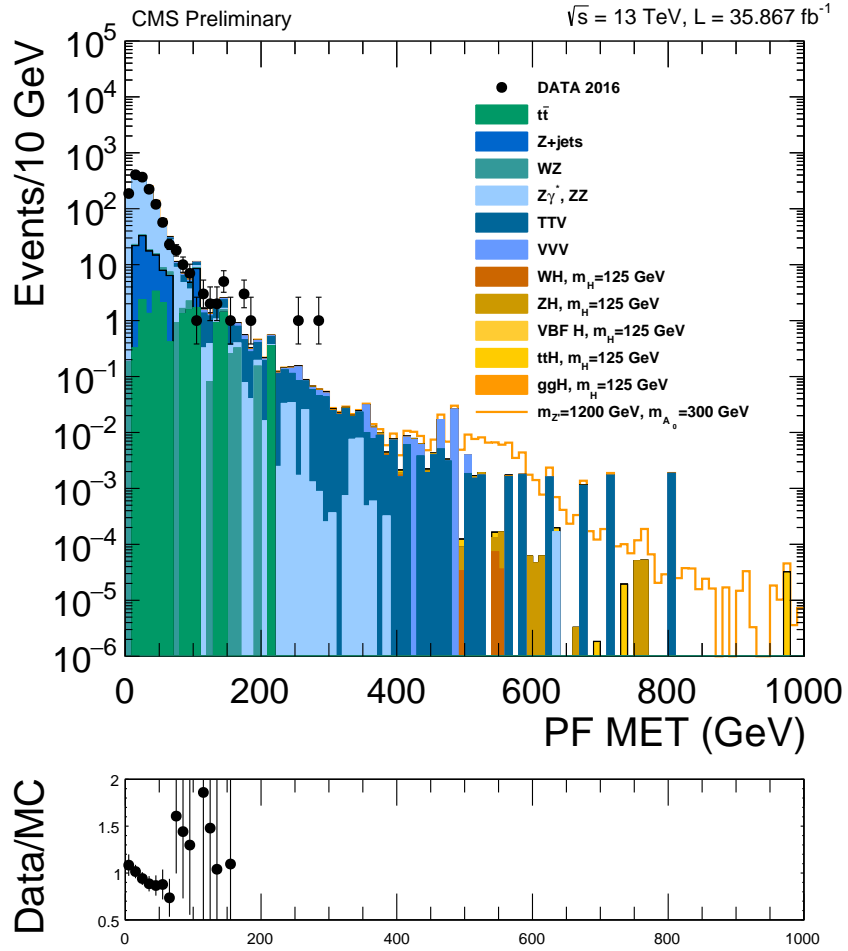 CMS Preliminary
√s = 13 TeV, L = 35.867 fb⁻¹
Events/10 GeV
10⁵
10⁴
10³
10²
10
1
10⁻¹
10⁻²
10⁻³
10⁻⁴
10⁻⁵
10⁻⁶
DATA 2016
tt̄
Z+jets
WZ
Zγ*, ZZ
TTV
VVV
WH, m_H=125 GeV
ZH, m_H=125 GeV
VBF H, m_H=125 GeV
ttH, m_H=125 GeV
ggH, m_H=125 GeV
m_Z'=1200 GeV, m_A_0=300 GeV
0 200 400 600 800 1000
PF MET (GeV)
Data/MC
2
1.5
1
0.5
0 200 400 600 800 1000